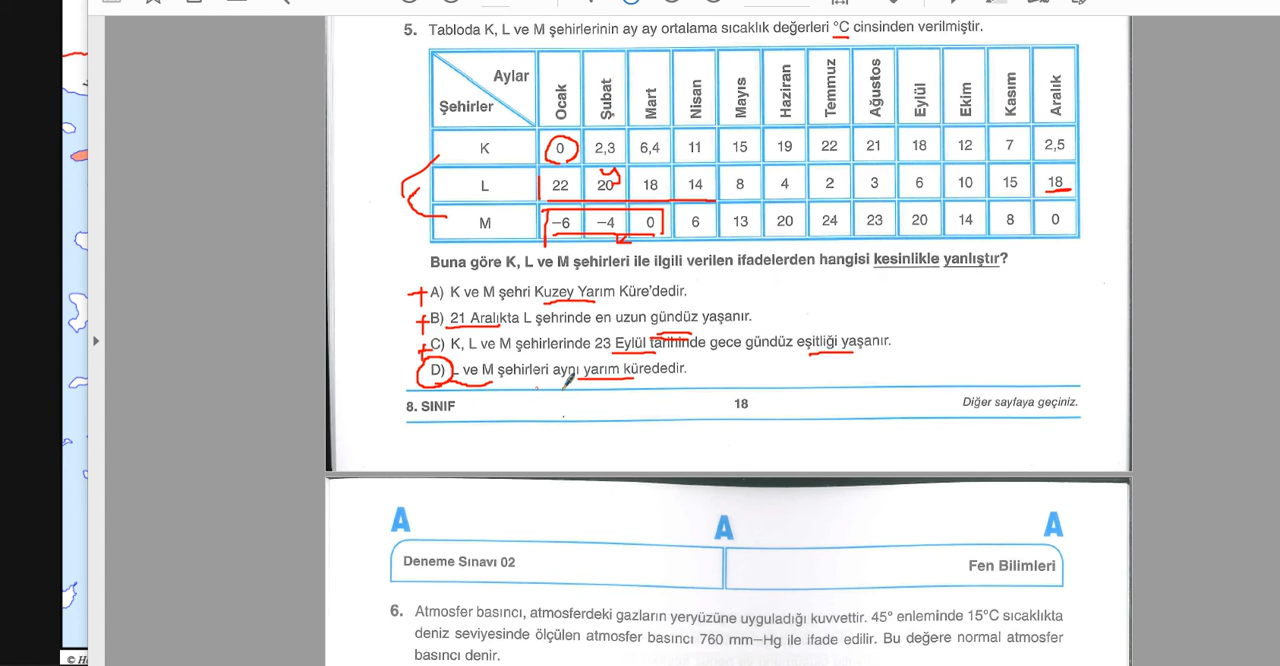 5. Tabloda K, L ve M şehirlerinin ay ay ortalama sıcaklık değerleri °C cinsinden verilmiştir.
Aylar
Şehirler
Ocak Şubat Mart Nisan Mayıs Haziran Temmuz Ağustos Eylül Ekim Kasım Aralık
K 0 2,3 6,4 11 15 19 22 21 18 12 7 2,5
L 22 20 18 14 8 4 2 3 6 10 15 18
M −6 −4 0 6 13 20 24 23 20 14 8 0
Buna göre K, L ve M şehirleri ile ilgili verilen ifadelerden hangisi kesinlikle yanlıştır?
A) K ve M şehri Kuzey Yarım Küre'dedir.
B) 21 Aralıkta L şehrinde en uzun gündüz yaşanır.
C) K, L ve M şehirlerinde 23 Eylül tarihinde gece gündüz eşitliği yaşanır.
D) L ve M şehirleri aynı yarım kürededir.
8. SINIF 18 Diğer sayfaya geçiniz.
A A A
Deneme Sınavı 02 Fen Bilimleri
6. Atmosfer basıncı, atmosferdeki gazların yeryüzüne uyguladığı kuvvettir. 45° enleminde 15°C sıcaklıkta
deniz seviyesinde ölçülen atmosfer basıncı 760 mm−Hg ile ifade edilir. Bu değere normal atmosfer
basıncı denir.